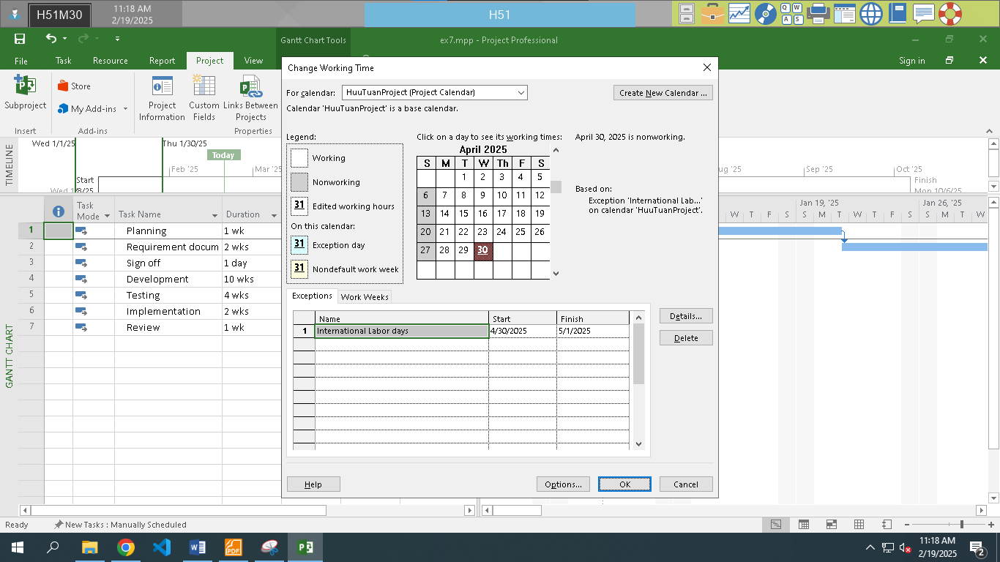 H51M30
11:18 AM
2/19/2025
H51
Q W
A S
Gantt Chart Tools
ex7.mpp - Project Professional
File Task Resource Report Project View
Sign in
Subproject
Store
My Add-ins
Project Information
Custom Fields
Links Between Projects
Insert Add-ins Properties
TIMELINE
Wed 1/1/25
Thu 1/30/25
Today
Feb '25 Mar '25
Sep '25 Oct '25
Start
Finish
Mon 10/6/25
Change Working Time
For calendar: HuuTuanProject (Project Calendar)
Create New Calendar ...
Calendar 'HuuTuanProject' is a base calendar.
Legend:
Working
Nonworking
31 Edited working hours
On this calendar:
31 Exception day
31 Nondefault work week
Click on a day to see its working times:
April 2025
S M T W Th F S
1 2 3 4 5
6 7 8 9 10 11 12
13 14 15 16 17 18 19
20 21 22 23 24 25 26
27 28 29 30
April 30, 2025 is nonworking.
Based on:
Exception 'International Lab...'
on calendar 'HuuTuanProject'.
Exceptions Work Weeks
Name Start Finish
1 International Labor days 4/30/2025 5/1/2025
Details...
Delete
Help Options... OK Cancel
GANTT CHART
Task Mode Task Name Duration
1 Planning 1 wk
2 Requirement docum 2 wks
3 Sign off 1 day
4 Development 10 wks
5 Testing 4 wks
6 Implementation 2 wks
7 Review 1 wk
Jan 19, '25 Jan 26, '25
W T F S S M T W T F S S M T W
Ready New Tasks : Manually Scheduled
W PDF P
11:18 AM
2/19/2025
2